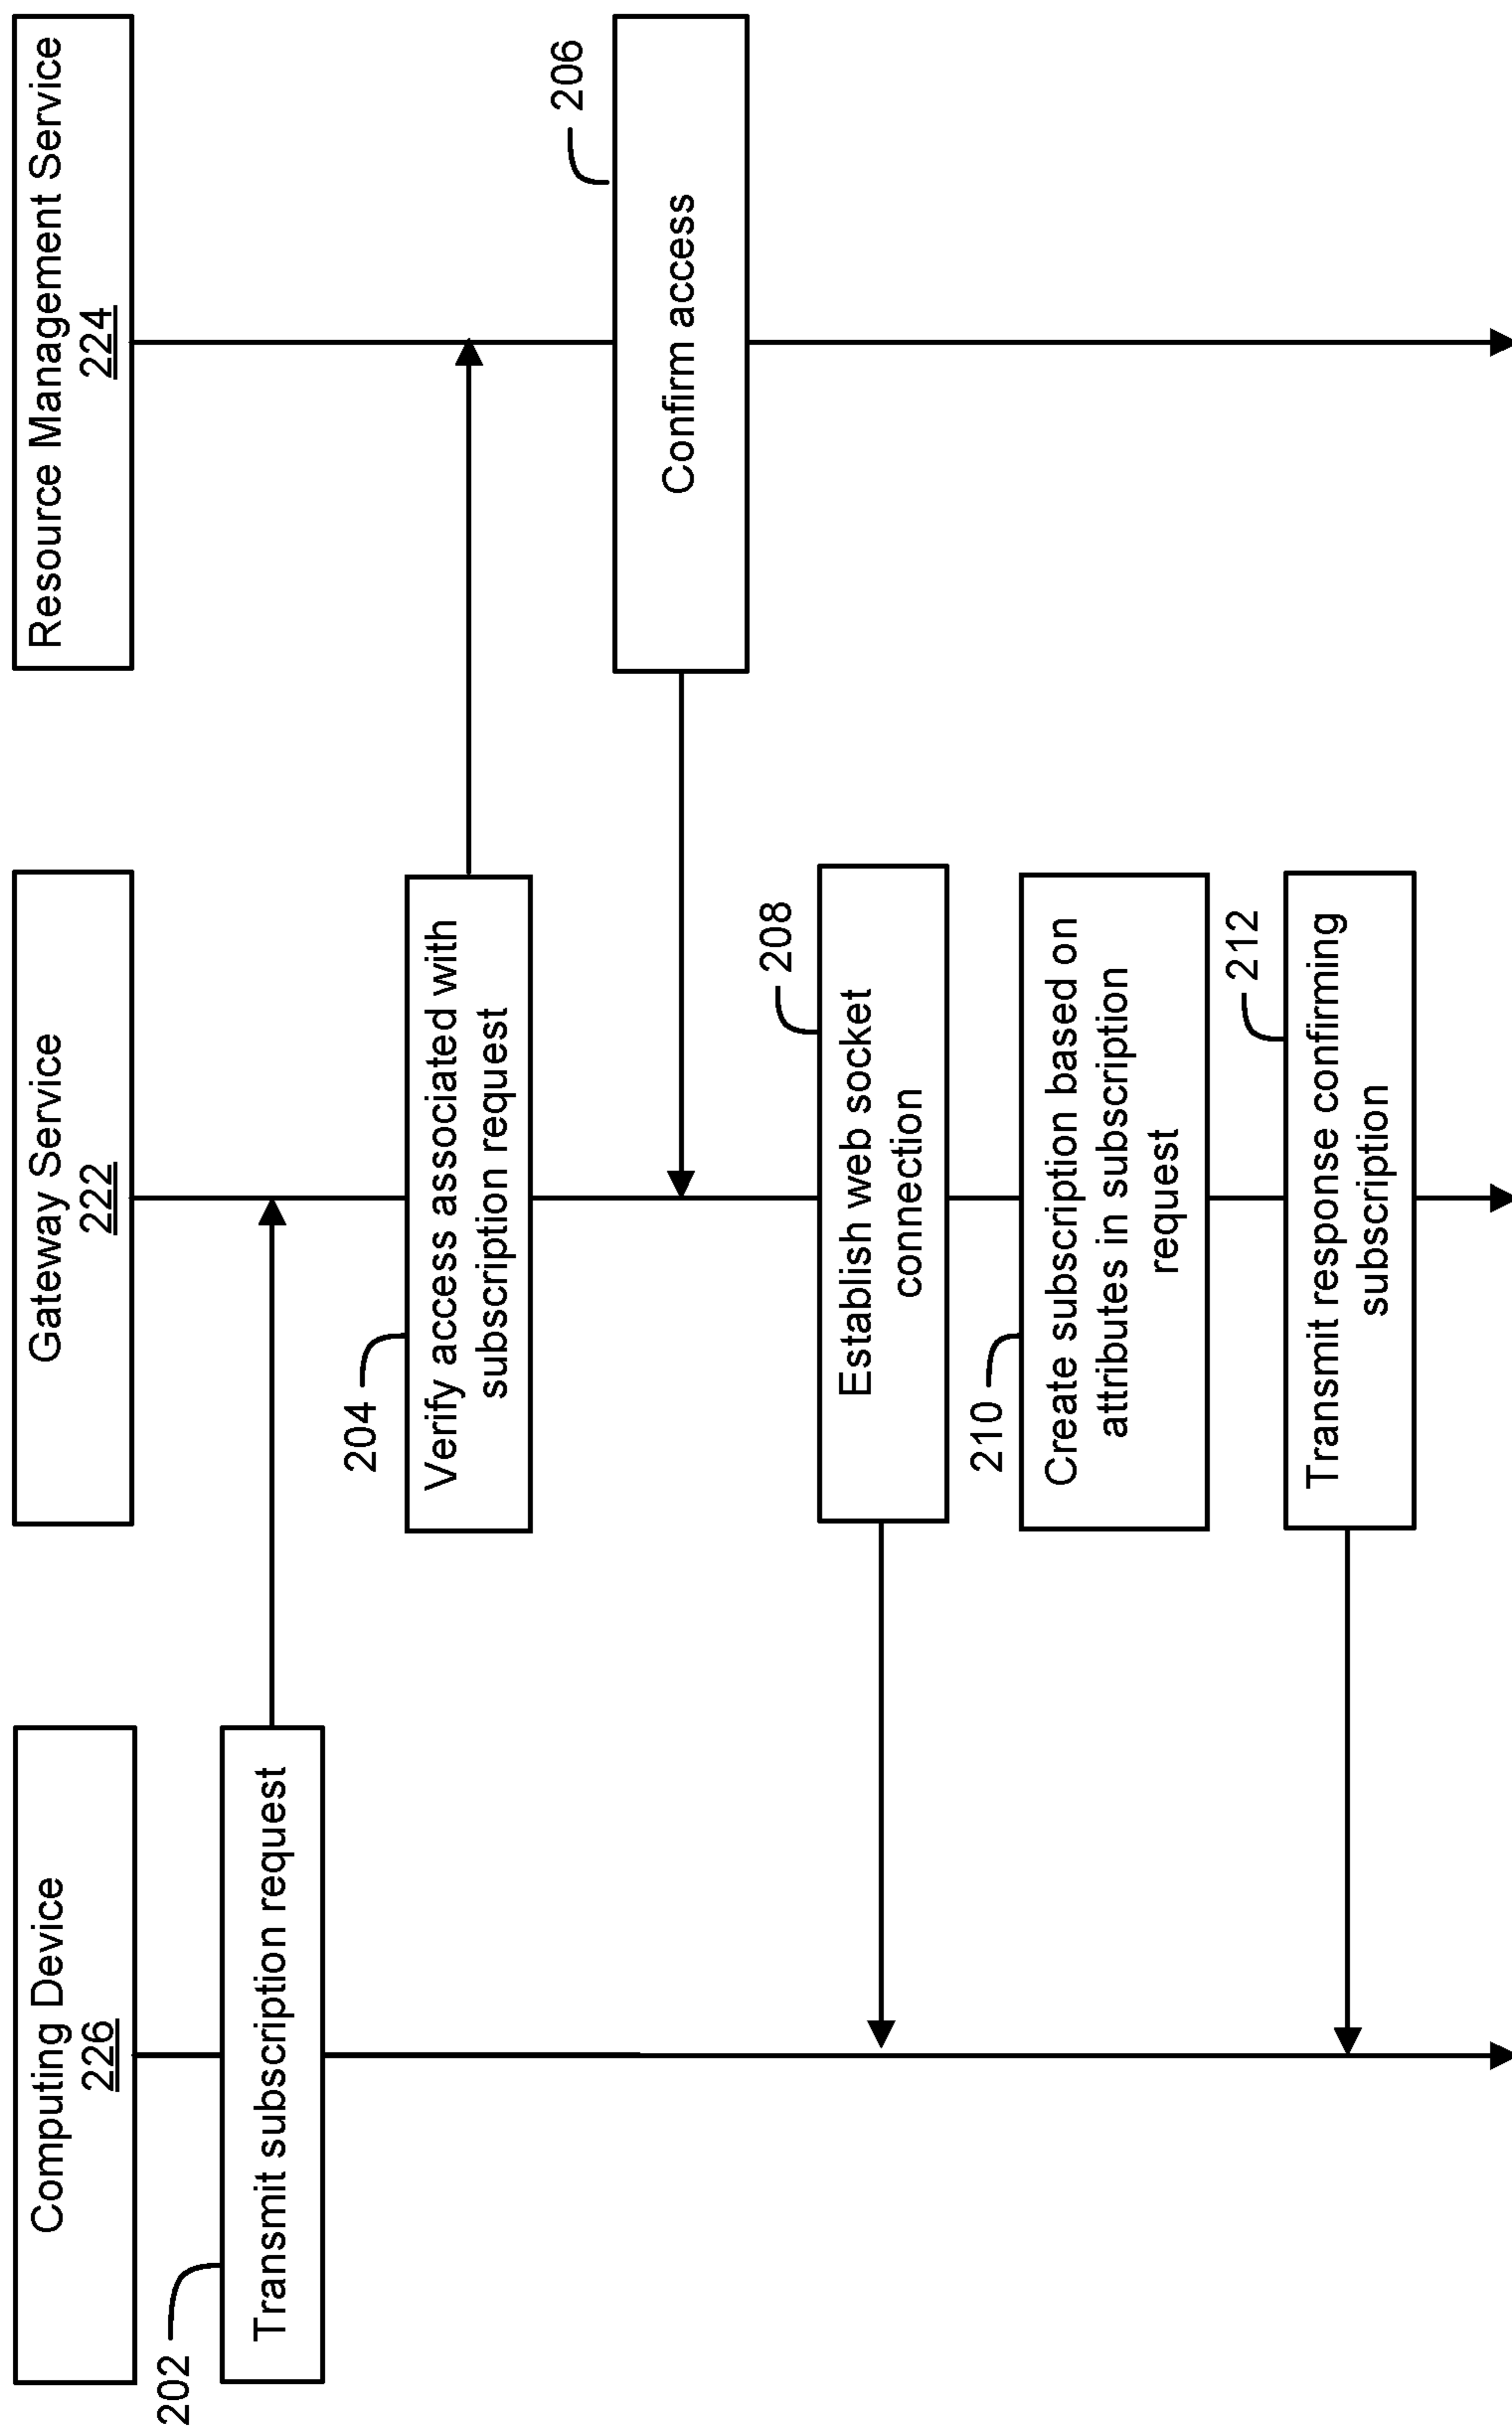 Computing Device
226
Gateway Service
222
Resource Management Service
224
202
Transmit subscription request
204
Verify access associated with
subscription request
206
Confirm access
208
Establish web socket
connection
210
Create subscription based on
attributes in subscription
request
212
Transmit response confirming
subscription